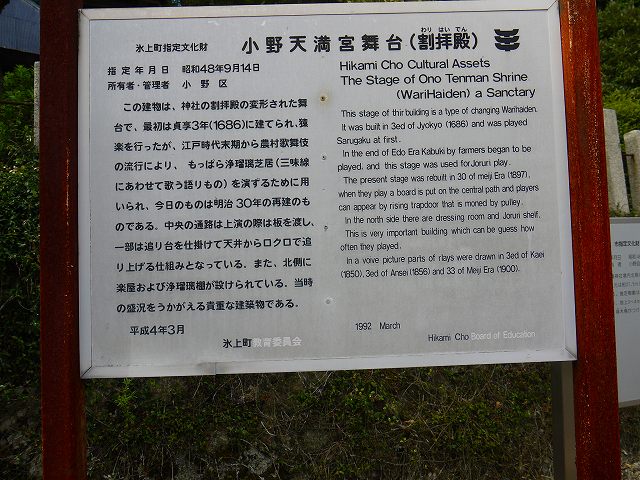 氷上町指定文化財
小野天満宮舞台(割拝殿)
わり はい でん
指定年月日 昭和48年9月14日
所有者・管理者 小野区
この建物は、神社の割拝殿の変形された舞
台で、最初は貞享3年(1686)に建てられ、猿
楽を行ったが、江戸時代末期から農村歌舞伎
の流行により、もっぱら浄瑠璃芝居(三味線
にあわせて歌う語りもの)を演ずるために用
いられ、今日のものは明治30年の再建のも
のである。中央の通路は上演の際は板を渡し、
一部は迫り台を仕掛けて天井からロクロで迫
り上げる仕組みとなっている。また、北側に
楽屋および浄瑠璃棚が設けられている。当時
の盛況をうかがえる貴重な建築物である。
平成4年3月
氷上町教育委員会
Hikami Cho Cultural Assets
The Stage of Ono Tenman Shrine
(WariHaiden) a Sanctary
This stage of thir building is a type of changing Warihaiden.
It was built in 3ed of Jyokyo (1686) and was played
Sarugaku at first.
In the end of Edo Era Kabuki by farmers began to be
played, and this stage was used forJoruri play.
The present stage was rebuilt in 30 of meiji Era (1897),
when they play a board is put on the central path and players
can appear by rising trapdoor that is moned by pulley.
In the north side there are dressing room and Joruri shelf.
This is very important building which can be guess how
often they played.
In a voive picture parts of rlays were drawn in 3ed of Kaei
(1850), 3ed of Ansei (1856) and 33 of Meiji Era (1900).
1992 March
Hikami Cho Board of Education